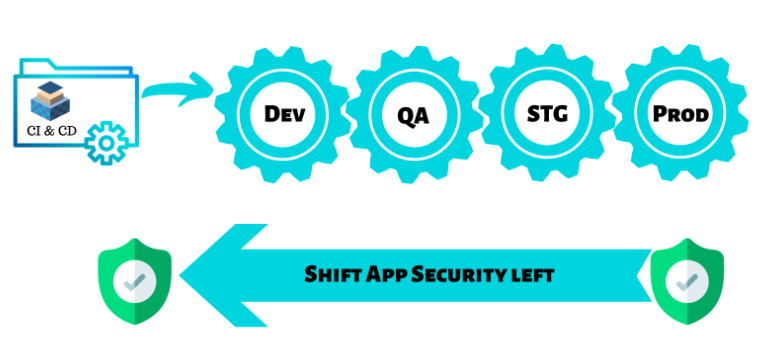 CI & CD
Dev
QA
STG
Prod
Shift App Security left